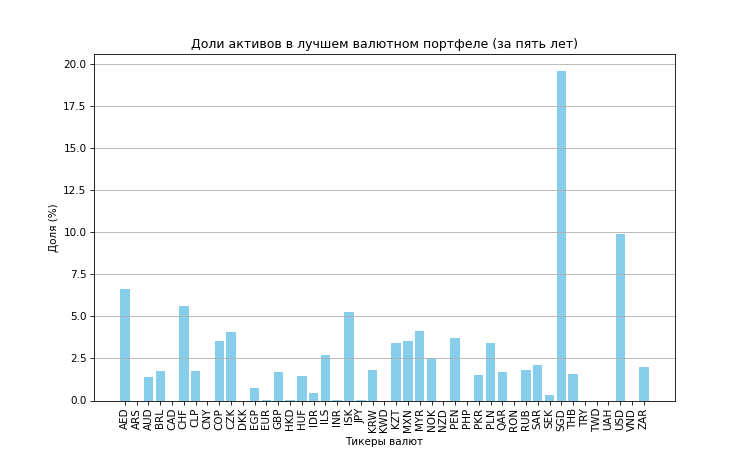 Доли активов в лучшем валютном портфеле (за пять лет)
Доля (%)
20.0
17.5
15.0
12.5
10.0
7.5
5.0
2.5
0.0
AED ARS AUD BRL CAD CHF CLP CNY COP CZK DKK EGP EUR GBP HKD HUF IDR ILS INR ISK JPY KRW KWD KZT MXN MYR NOK NZD PEN PHP PKR PLN QAR RON RUB SAR SEK SGD THB TRY TWD UAH USD VND ZAR
Тикеры валют